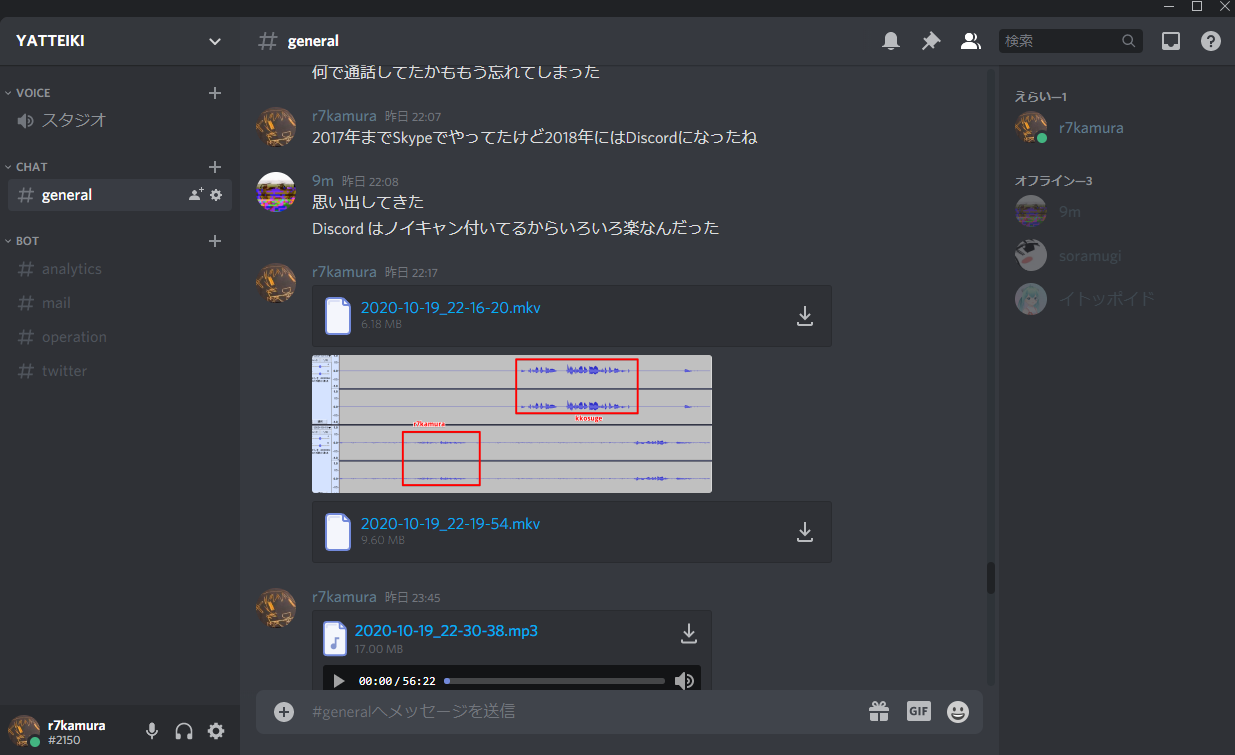 YATTEIKI
VOICE
スタジオ
CHAT
general
BOT
analytics
mail
operation
twitter
r7kamura
#2150
general
検索
何で通話してたかももう忘れてしまった
r7kamura 昨日 22:07
2017年までSkypeでやってたけど2018年にはDiscordになったね
9m 昨日 22:08
思い出してきた
Discord はノイキャン付いてるからいろいろ楽なんだった
r7kamura 昨日 22:17
2020-10-19_22-16-20.mkv
6.18 MB
kkosuge
r7kamura
2020-10-19_22-19-54.mkv
9.60 MB
r7kamura 昨日 23:45
2020-10-19_22-30-38.mp3
17.00 MB
00:00/56:22
#generalへメッセージを送信
GIF
えらいー1
r7kamura
オフラインー3
9m
soramugi
イトッポイド